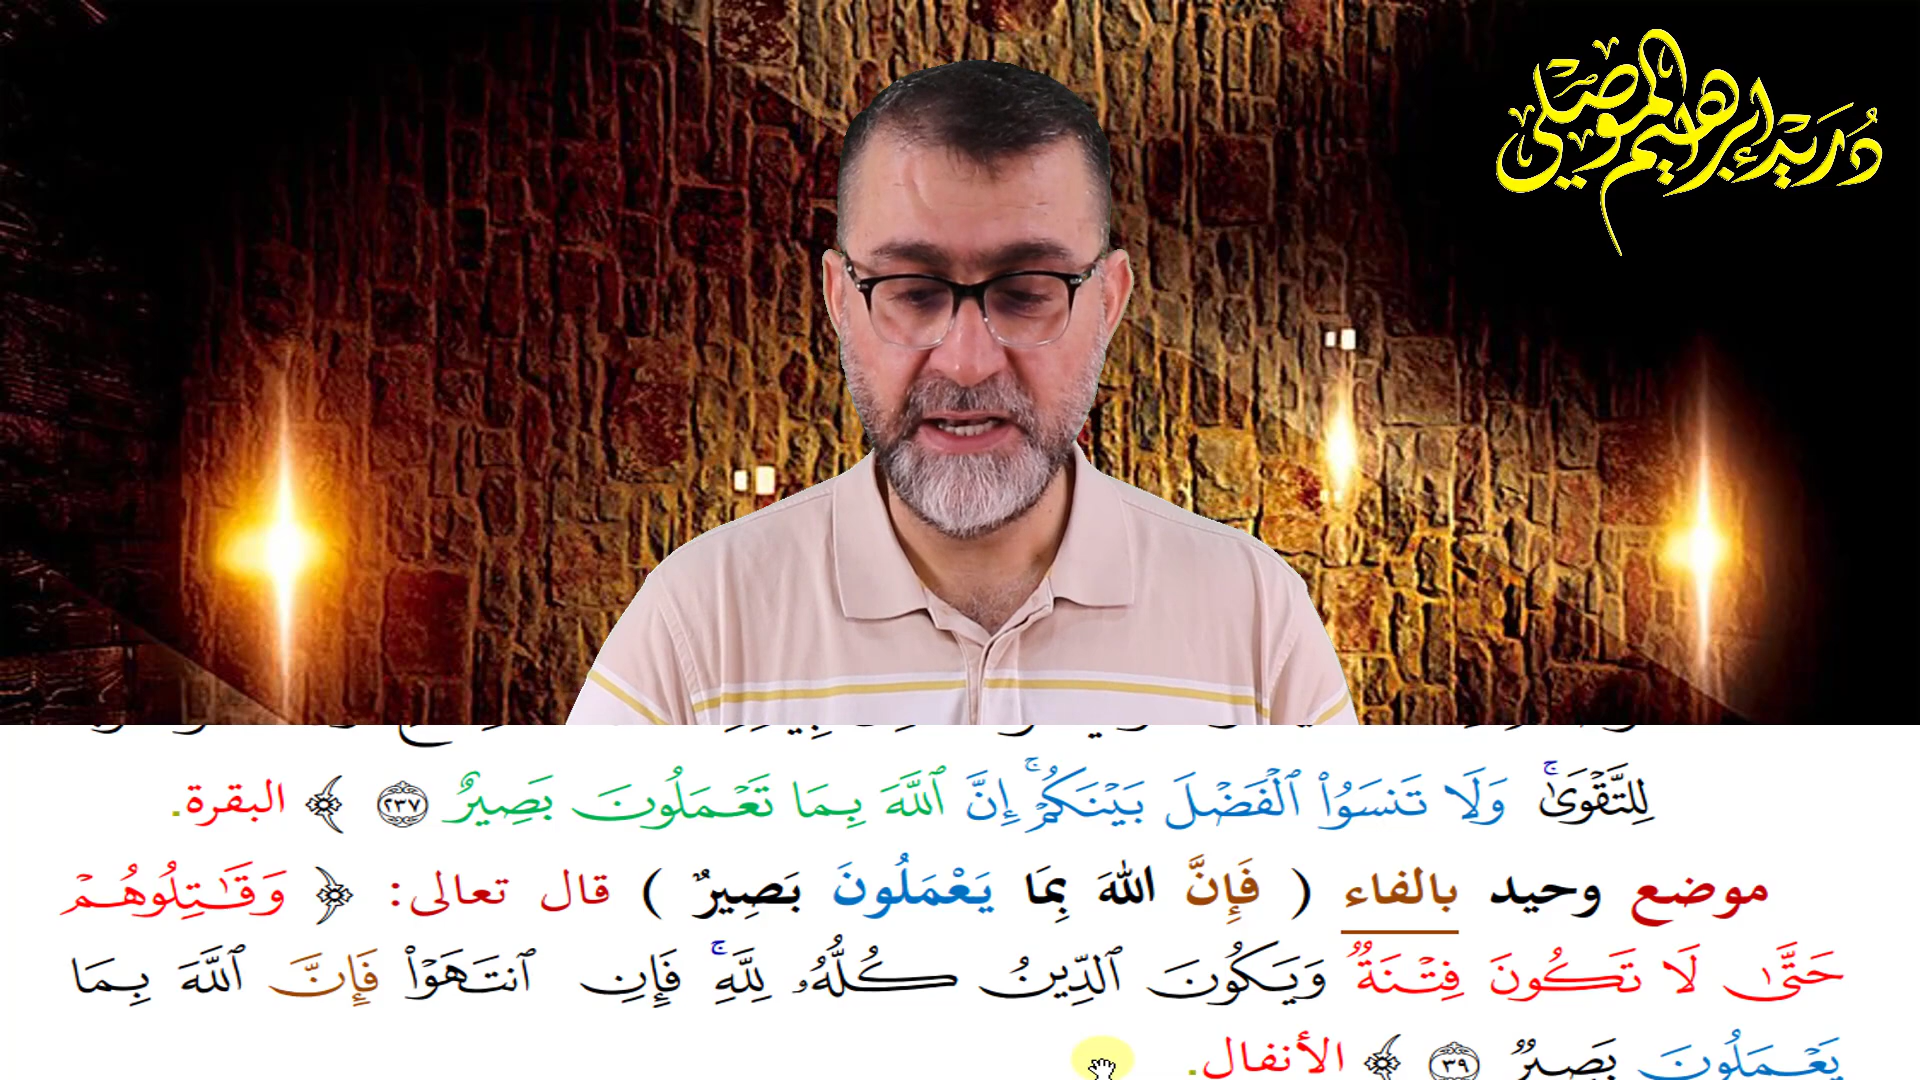 دُرَيْد إبرهيم الموصلي
لِلتَّقْوَىٰۚ وَلَا تَنسَوُا۟ ٱلْفَضْلَ بَيْنَكُمْۚ إِنَّ ٱللَّهَ بِمَا تَعْمَلُونَ بَصِيرٌ ﴿٢٣٧﴾ البقرة.
موضع وحيد بالفاء ( فَإِنَّ اللهَ بِمَا يَعْمَلُونَ بَصِيرٌ ) قال تعالى: ﴿ وَقَـٰتِلُوهُمْ
حَتَّىٰ لَا تَكُونَ فِتْنَةٌ وَيَكُونَ ٱلدِّينُ كُلُّهُۥ لِلَّهِۚ فَإِنِ ٱنتَهَوْا۟ فَإِنَّ ٱللَّهَ بِمَا
يَعْمَلُونَ بَصِيرٌ ﴿٣٩﴾ الأنفال.